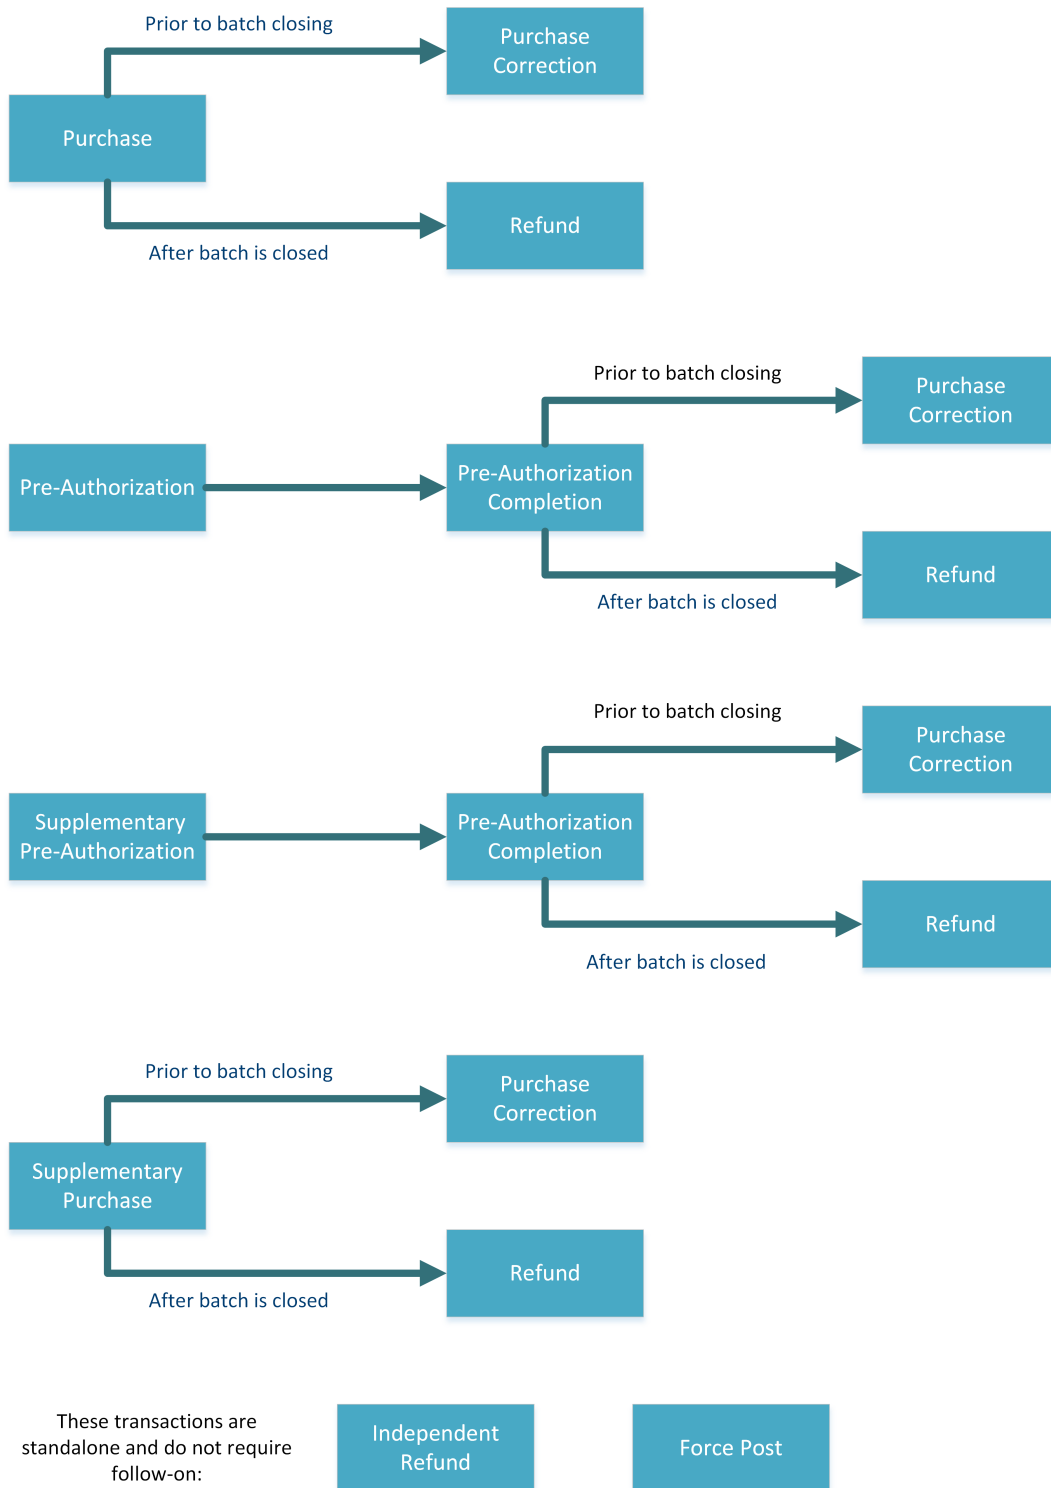 Prior to batch closing
Purchase
Correction
Purchase
Refund
After batch is closed
Prior to batch closing
Purchase
Correction
Pre-Authorization
Pre-Authorization
Completion
Refund
After batch is closed
Prior to batch closing
Purchase
Correction
Supplementary
Pre-Authorization
Pre-Authorization
Completion
Refund
After batch is closed
Prior to batch closing
Purchase
Correction
Supplementary
Purchase
Refund
After batch is closed
These transactions are
standalone and do not require
follow-on:
Independent
Refund
Force Post